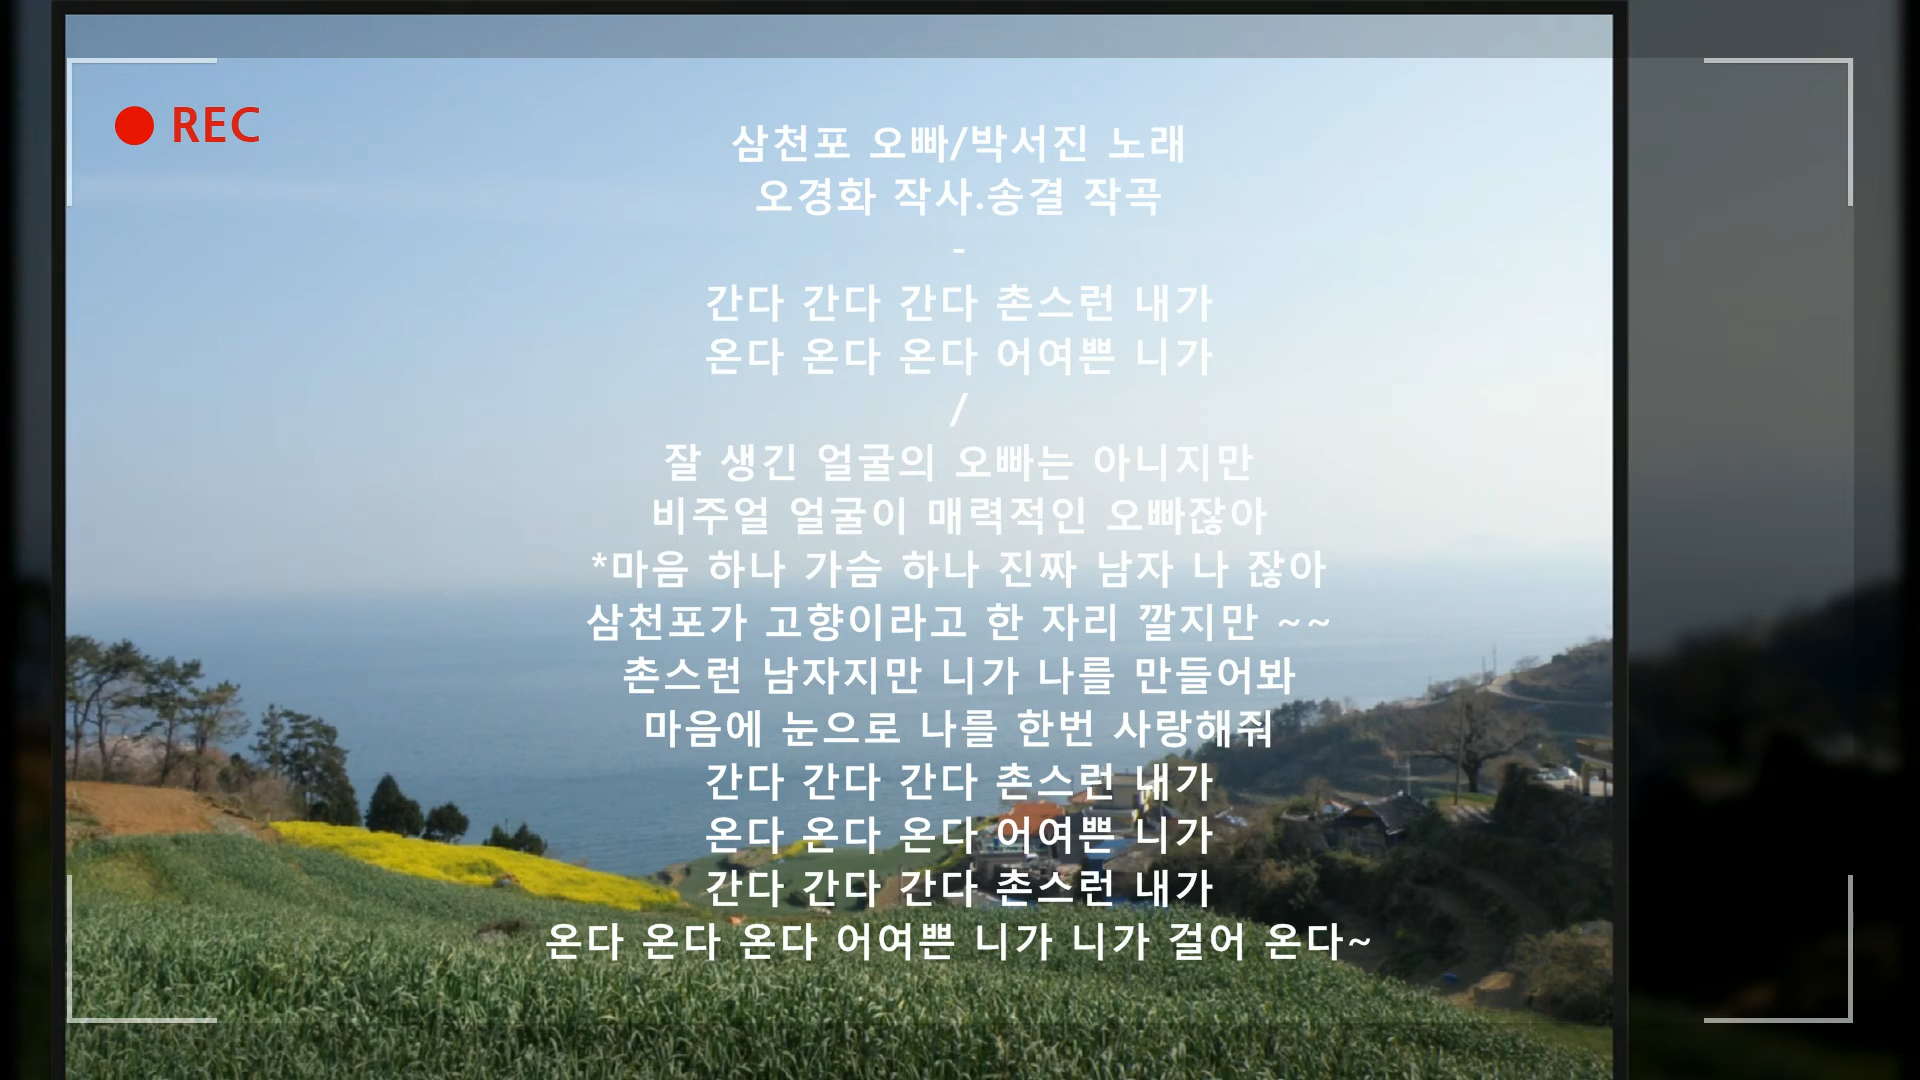 REC
삼천포 오빠/박서진 노래
오경화 작사.송결 작곡
-
간다 간다 간다 촌스런 내가
온다 온다 온다 어여쁜 니가
/
잘 생긴 얼굴의 오빠는 아니지만
비주얼 얼굴이 매력적인 오빠잖아
*마음 하나 가슴 하나 진짜 남자 나 잖아
삼천포가 고향이라고 한 자리 깔지만 ~~
촌스런 남자지만 니가 나를 만들어봐
마음에 눈으로 나를 한번 사랑해줘
간다 간다 간다 촌스런 내가
온다 온다 온다 어여쁜 니가
간다 간다 간다 촌스런 내가
온다 온다 온다 어여쁜 니가 니가 걸어 온다~